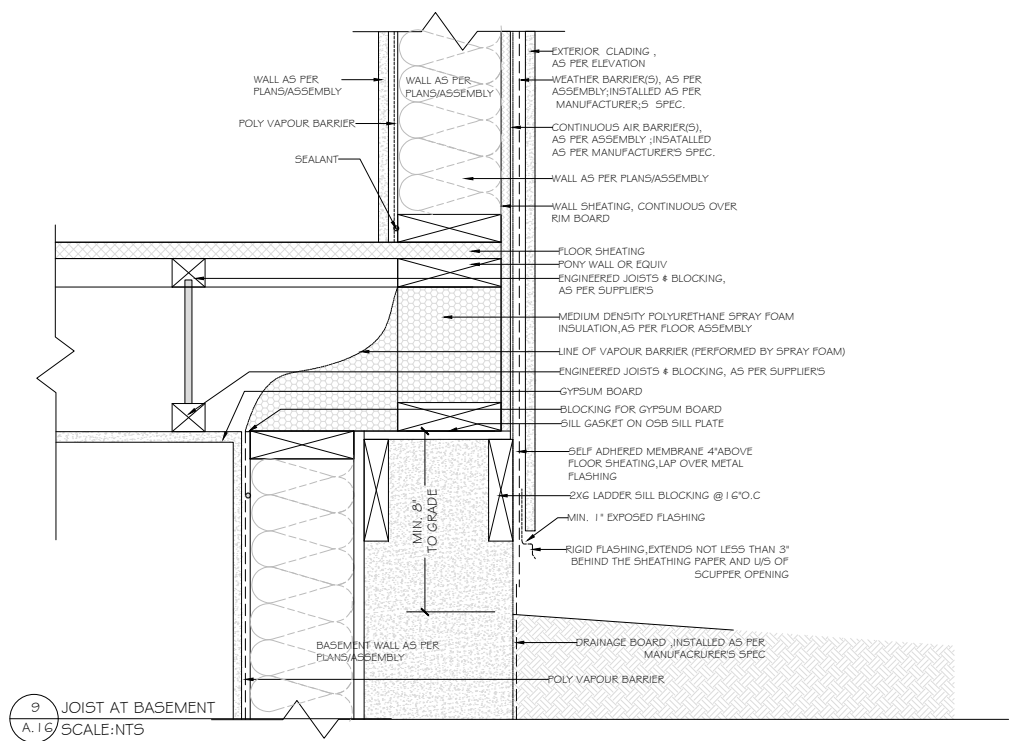 EXTERIOR CLADING ,
AS PER ELEVATION
WALL AS PER
PLANS/ASSEMBLY
WALL AS PER
PLANS/ASSEMBLY
WEATHER BARRIER(S), AS PER
ASSEMBLY;INSTALLED AS PER
MANUFACTURER;S SPEC.
POLY VAPOUR BARRIER
CONTINUOUS AIR BARRIER(S),
AS PER ASSEMBLY ;INSATALLED
AS PER MANUFACTURER'S SPEC.
SEALANT
WALL AS PER PLANS/ASSEMBLY
WALL SHEATING, CONTINUOUS OVER
RIM BOARD
FLOOR SHEATING
PONY WALL OR EQUIV
ENGINEERED JOISTS & BLOCKING,
AS PER SUPPLIER'S
MEDIUM DENSITY POLYURETHANE SPRAY FOAM
INSULATION,AS PER FLOOR ASSEMBLY
LINE OF VAPOUR BARRIER (PERFORMED BY SPRAY FOAM)
ENGINEERED JOISTS & BLOCKING, AS PER SUPPLIER'S
GYPSUM BOARD
BLOCKING FOR GYPSUM BOARD
SILL GASKET ON OSB SILL PLATE
SELF ADHERED MEMBRANE 4"ABOVE
FLOOR SHEATING,LAP OVER METAL
FLASHING
MIN. 8"
TO GRADE
2X6 LADDER SILL BLOCKING @16"O.C
MIN. 1" EXPOSED FLASHING
RIGID FLASHING,EXTENDS NOT LESS THAN 3"
BEHIND THE SHEATHING PAPER AND U/S OF
SCUPPER OPENING
BASEMENT WALL AS PER
PLANS/ASSEMBLY
DRAINAGE BOARD ,INSTALLED AS PER
MANUFACRURER'S SPEC
POLY VAPOUR BARRIER
9
A.16
JOIST AT BASEMENT
SCALE:NTS